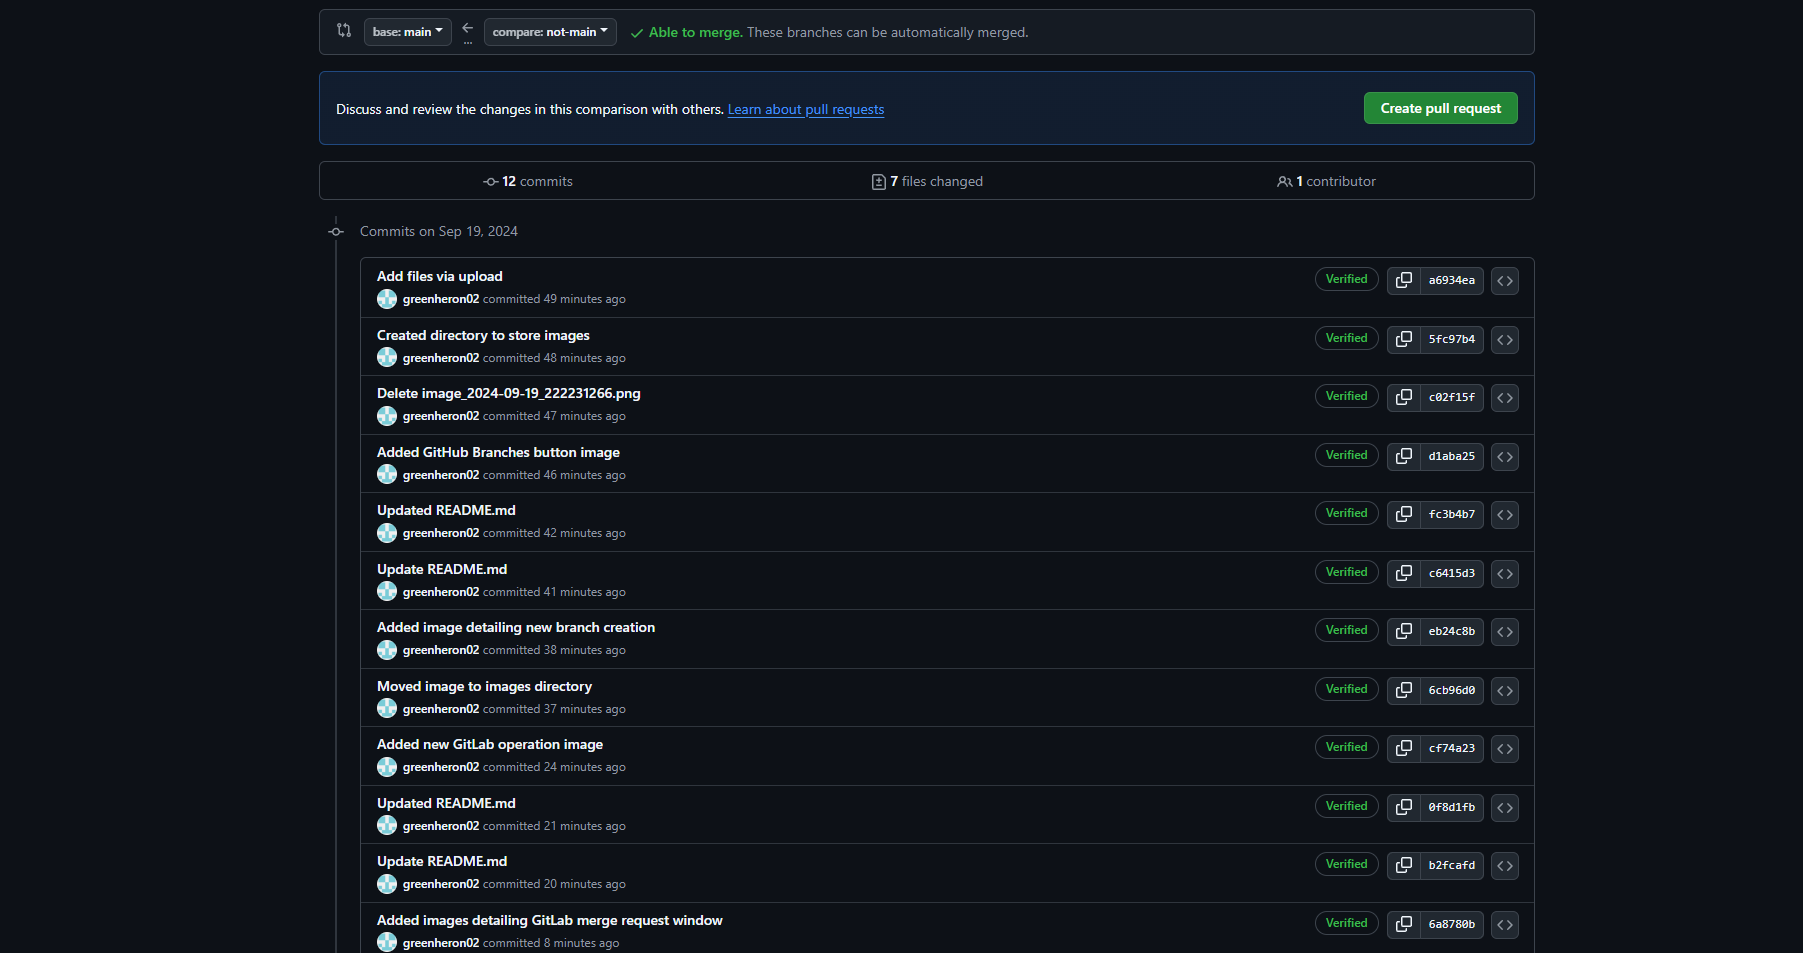 base: main
compare: not-main
Able to merge. These branches can be automatically merged.
Discuss and review the changes in this comparison with others. Learn about pull requests
Create pull request
12 commits
7 files changed
1 contributor
Commits on Sep 19, 2024
Add files via upload
greenheron02 committed 49 minutes ago
Verified
a6934ea
Created directory to store images
greenheron02 committed 48 minutes ago
Verified
5fc97b4
Delete image_2024-09-19_222231266.png
greenheron02 committed 47 minutes ago
Verified
c02f15f
Added GitHub Branches button image
greenheron02 committed 46 minutes ago
Verified
d1aba25
Updated README.md
greenheron02 committed 42 minutes ago
Verified
fc3b4b7
Update README.md
greenheron02 committed 41 minutes ago
Verified
c6415d3
Added image detailing new branch creation
greenheron02 committed 38 minutes ago
Verified
eb24c8b
Moved image to images directory
greenheron02 committed 37 minutes ago
Verified
6cb96d0
Added new GitLab operation image
greenheron02 committed 24 minutes ago
Verified
cf74a23
Updated README.md
greenheron02 committed 21 minutes ago
Verified
0f8d1fb
Update README.md
greenheron02 committed 20 minutes ago
Verified
b2fcafd
Added images detailing GitLab merge request window
greenheron02 committed 8 minutes ago
Verified
6a8780b